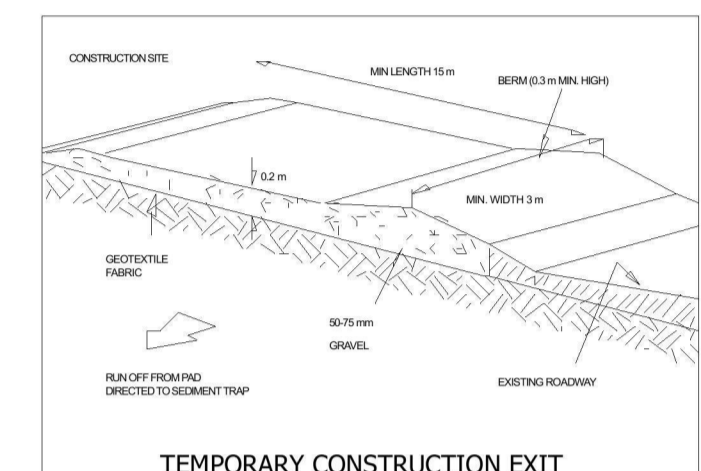 CONSTRUCTION SITE
MIN LENGTH 15 m
BERM (0.3 m MIN. HIGH)
0.2 m
MIN. WIDTH 3 m
GEOTEXTILE
FABRIC
50-75 mm
GRAVEL
RUN OFF FROM PAD
DIRECTED TO SEDIMENT TRAP
EXISTING ROADWAY
TEMPORARY CONSTRUCTION EXIT